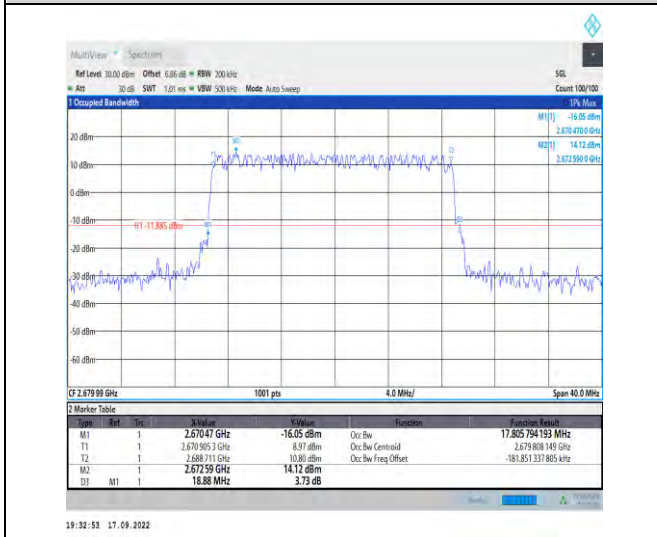 MultiView Spectrum
Ref Level 30.00 dBm Offset 6.86 dB RBW 200 kHz SGL
Att 30 dB SWT 1.01 ms VBW 500 kHz Mode Auto Sweep Count 100/100
1 Occupied Bandwidth 1Pk Max
M1[1] -16.05 dBm
2.670 470 0 GHz
M2[1] 14.12 dBm
2.672 590 0 GHz
20 dBm
10 dBm
0 dBm
-10 dBm
H1 -11.885 dBm
-20 dBm
-30 dBm
-40 dBm
-50 dBm
-60 dBm
CF 2.679 99 GHz 1001 pts 4.0 MHz/ Span 40.0 MHz
2 Marker Table
Type Ref Trc X-Value Y-Value Function Function Result
M1 1 2.670 47 GHz -16.05 dBm Occ Bw 17.805 794 193 MHz
T1 1 2.670 905 3 GHz 8.97 dBm Occ Bw Centroid 2.679 808 149 GHz
T2 1 2.688 711 GHz 10.80 dBm Occ Bw Freq Offset -181.851 337 805 kHz
M2 1 2.672 59 GHz 14.12 dBm
D3 M1 1 18.88 MHz 3.73 dB
19:32:53 17.09.2022